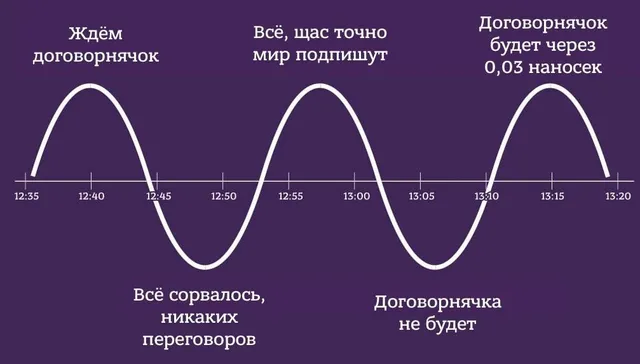 Ждём
договорнячок
Всё, щас точно
мир подпишут
Договорнячок
будет через
0,03 наносек
12:35 12:40 12:45 12:50 12:55 13:00 13:05 13:10 13:15 13:20
Всё сорвалось,
никаких
переговоров
Договорнячка
не будет